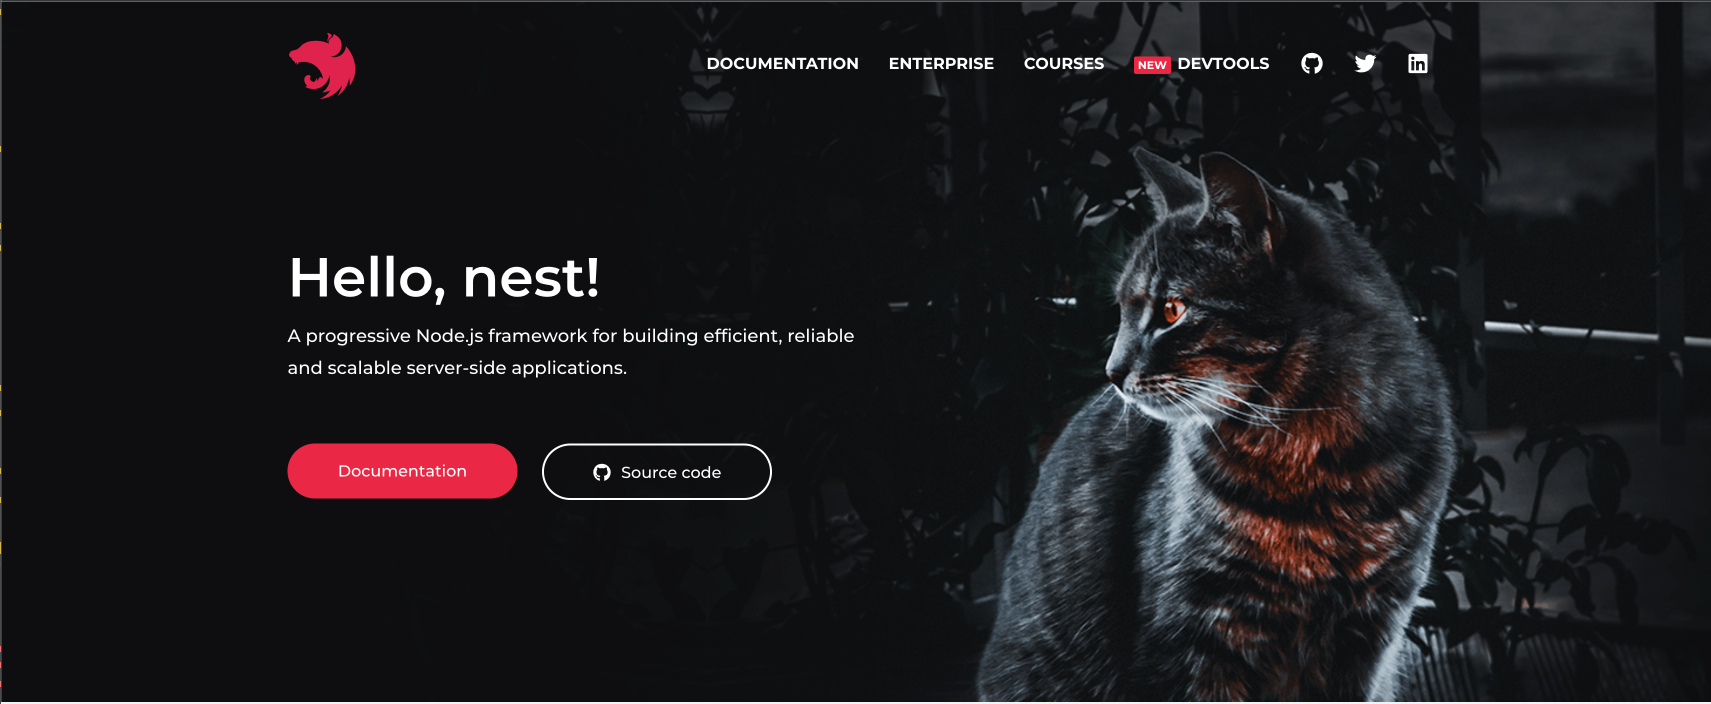 DOCUMENTATION ENTERPRISE COURSES NEW DEVTOOLS
Hello, nest!
A progressive Node.js framework for building efficient, reliable
and scalable server-side applications.
Documentation Source code